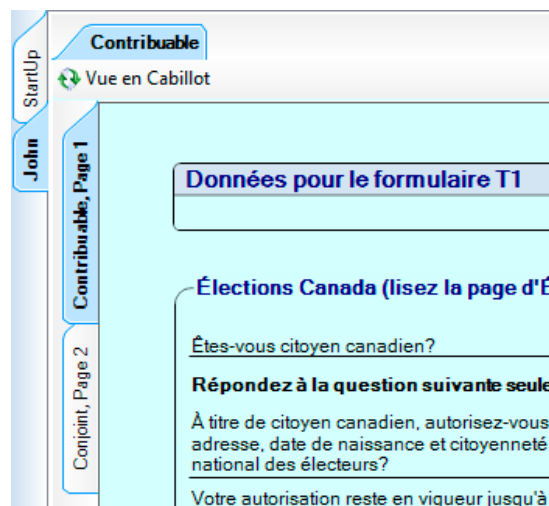 StartUp
John
Contribuable
Vue en Cabillot
Contribuable, Page 1
Conjoint, Page 2
Données pour le formulaire T1
Élections Canada (lisez la page d'É
Êtes-vous citoyen canadien?
Répondez à la question suivante seule
À titre de citoyen canadien, autorisez-vous
adresse, date de naissance et citoyenneté
national des électeurs?
Votre autorisation reste en vigueur jusqu'à